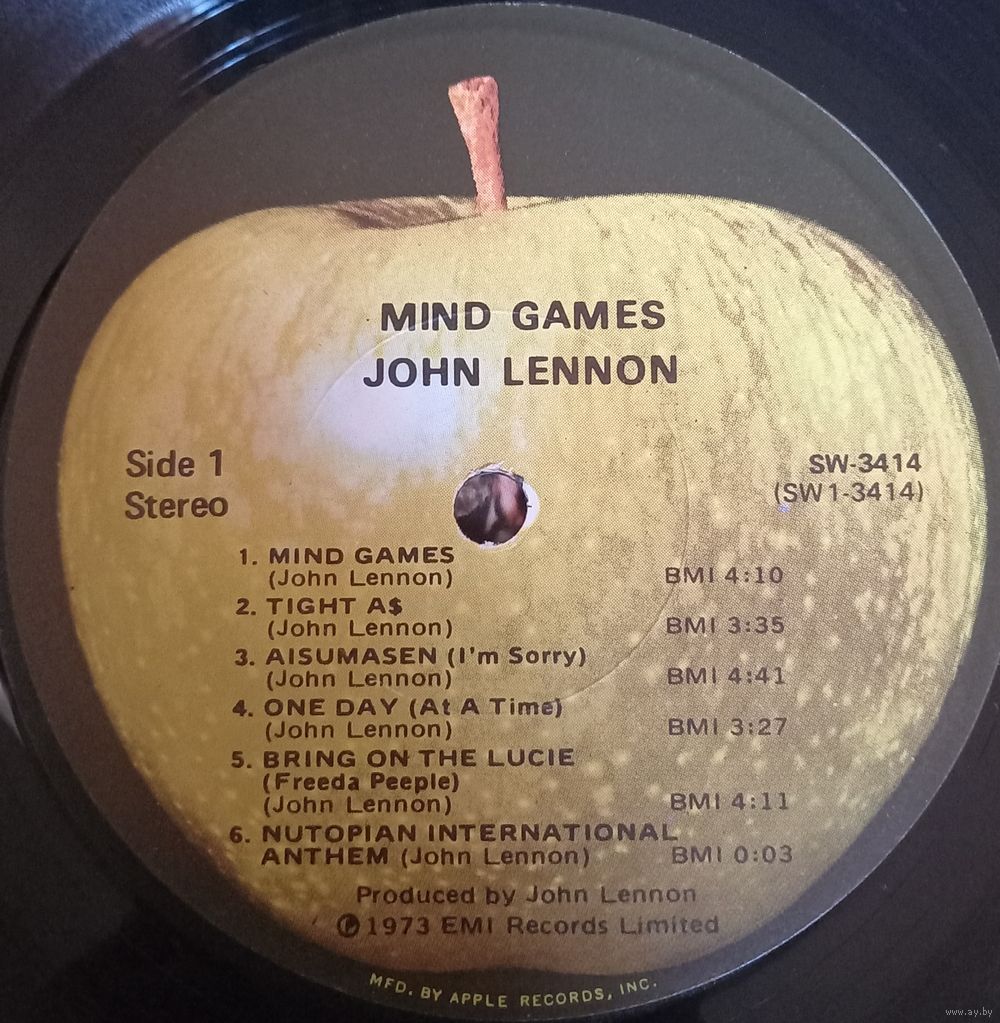 MIND GAMES
JOHN LENNON
Side 1
Stereo
SW-3414
(SW1-3414)
1. MIND GAMES
(John Lennon) BMI 4:10
2. TIGHT A$
(John Lennon) BMI 3:35
3. AISUMASEN (I'm Sorry)
(John Lennon) BMI 4:41
4. ONE DAY (At A Time)
(John Lennon) BMI 3:27
5. BRING ON THE LUCIE
(Freeda Peeple)
(John Lennon) BMI 4:11
6. NUTOPIAN INTERNATIONAL
ANTHEM (John Lennon) BMI 0:03
Produced by John Lennon
℗ 1973 EMI Records Limited
MFD. BY APPLE RECORDS, INC.
www.ay.by